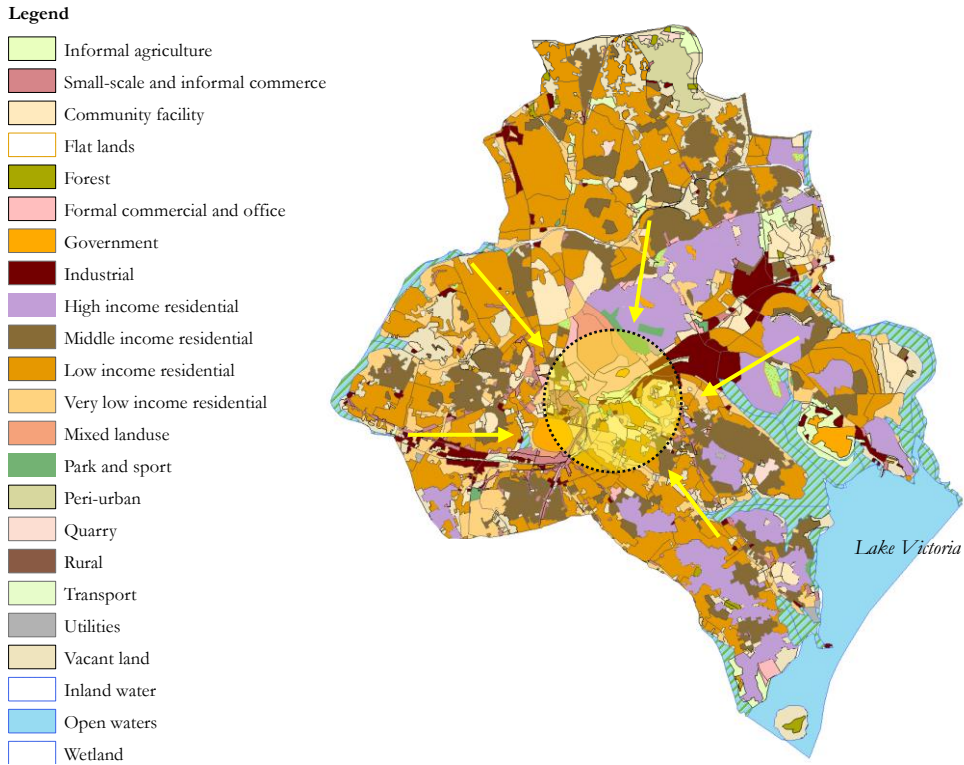 Legend
Informal agriculture
Small-scale and informal commerce
Community facility
Flat lands
Forest
Formal commercial and office
Government
Industrial
High income residential
Middle income residential
Low income residential
Very low income residential
Mixed landuse
Park and sport
Peri-urban
Quarry
Rural
Transport
Utilities
Vacant land
Inland water
Open waters
Wetland
Lake Victoria